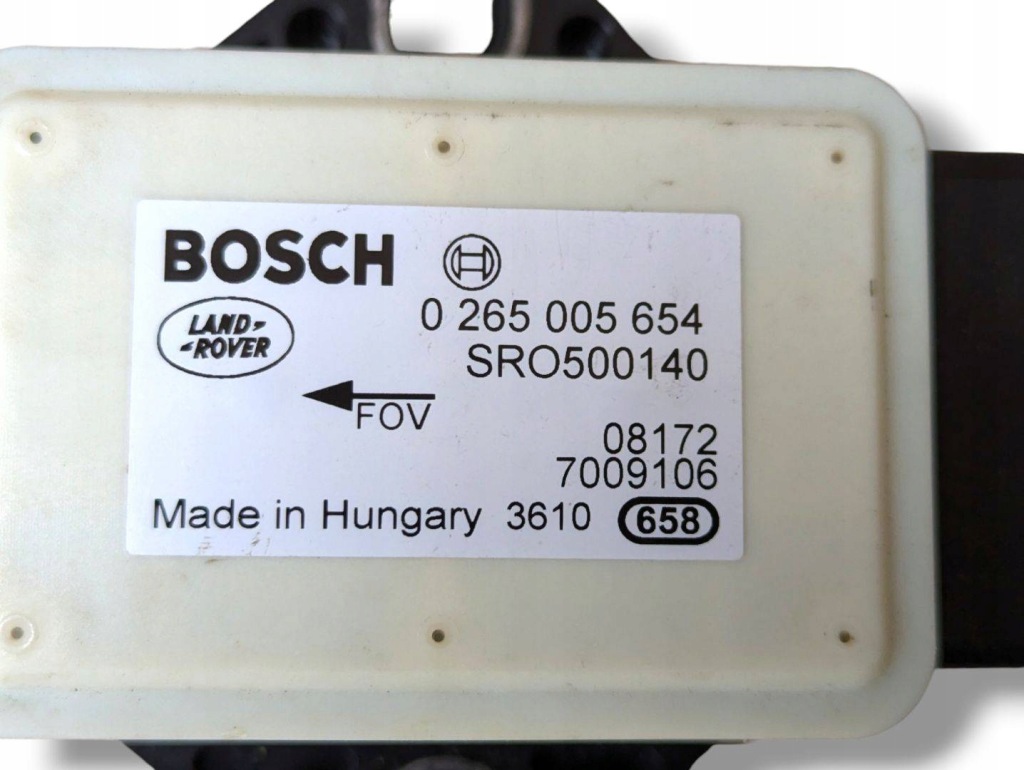 BOSCH
0 265 005 654
LAND-
-ROVER
SRO500140
FOV
08172
7009106
Made in Hungary 3610 658